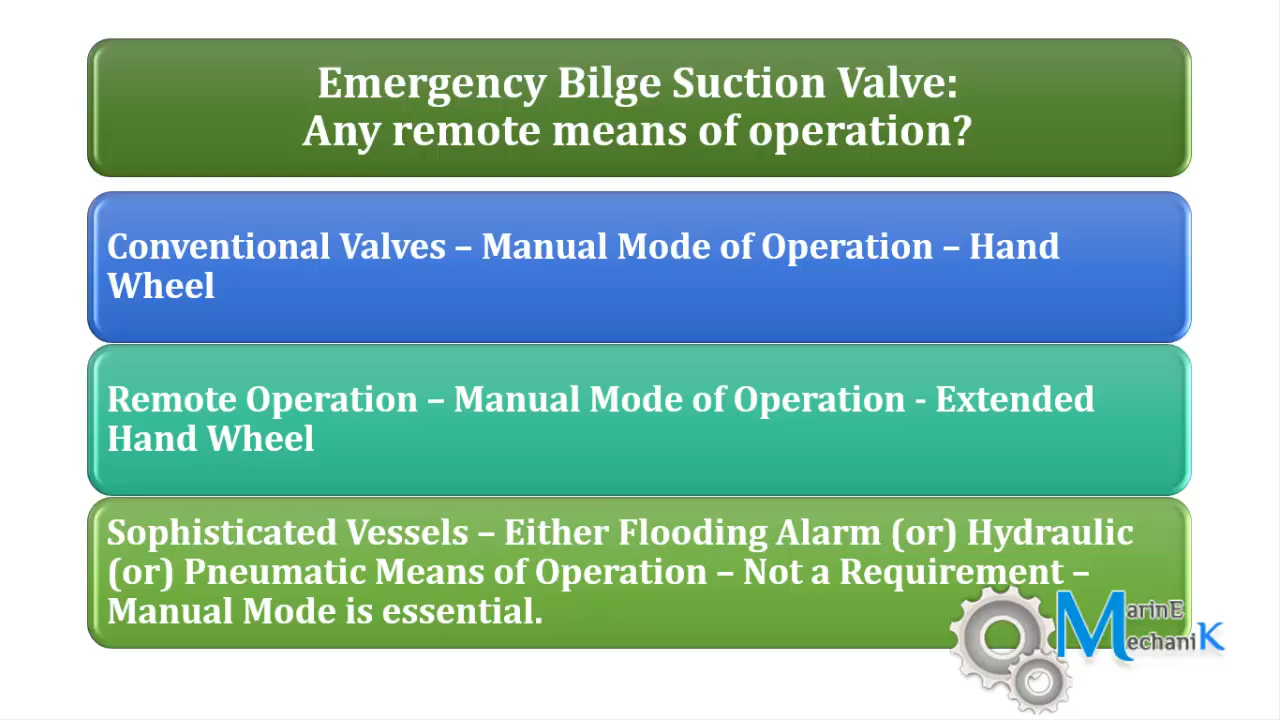 Emergency Bilge Suction Valve:
Any remote means of operation?
Conventional Valves – Manual Mode of Operation – Hand
Wheel
Remote Operation – Manual Mode of Operation - Extended
Hand Wheel
Sophisticated Vessels – Either Flooding Alarm (or) Hydraulic
(or) Pneumatic Means of Operation – Not a Requirement –
Manual Mode is essential.
MarinE
MechaniK